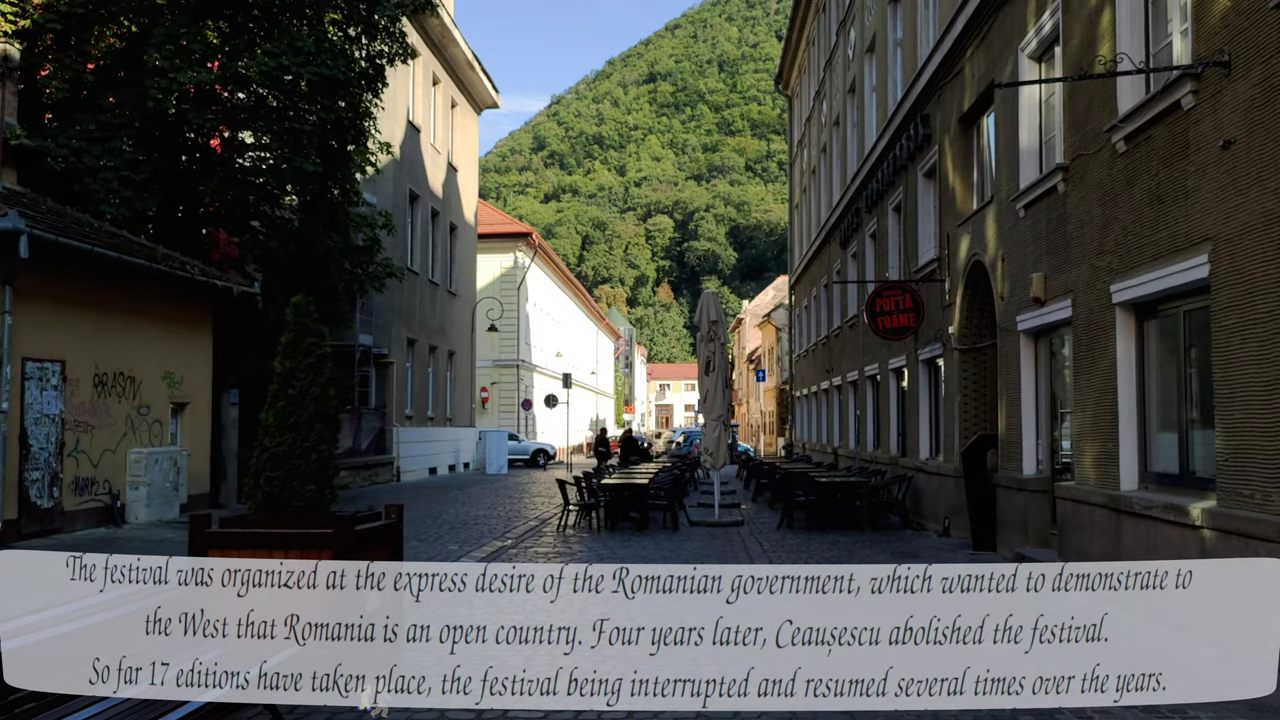 BRAȘOV
POFTA
FOAME
The festival was organized at the express desire of the Romanian government, which wanted to demonstrate to
the West that Romania is an open country. Four years later, Ceaușescu abolished the festival.
So far 17 editions have taken place, the festival being interrupted and resumed several times over the years.